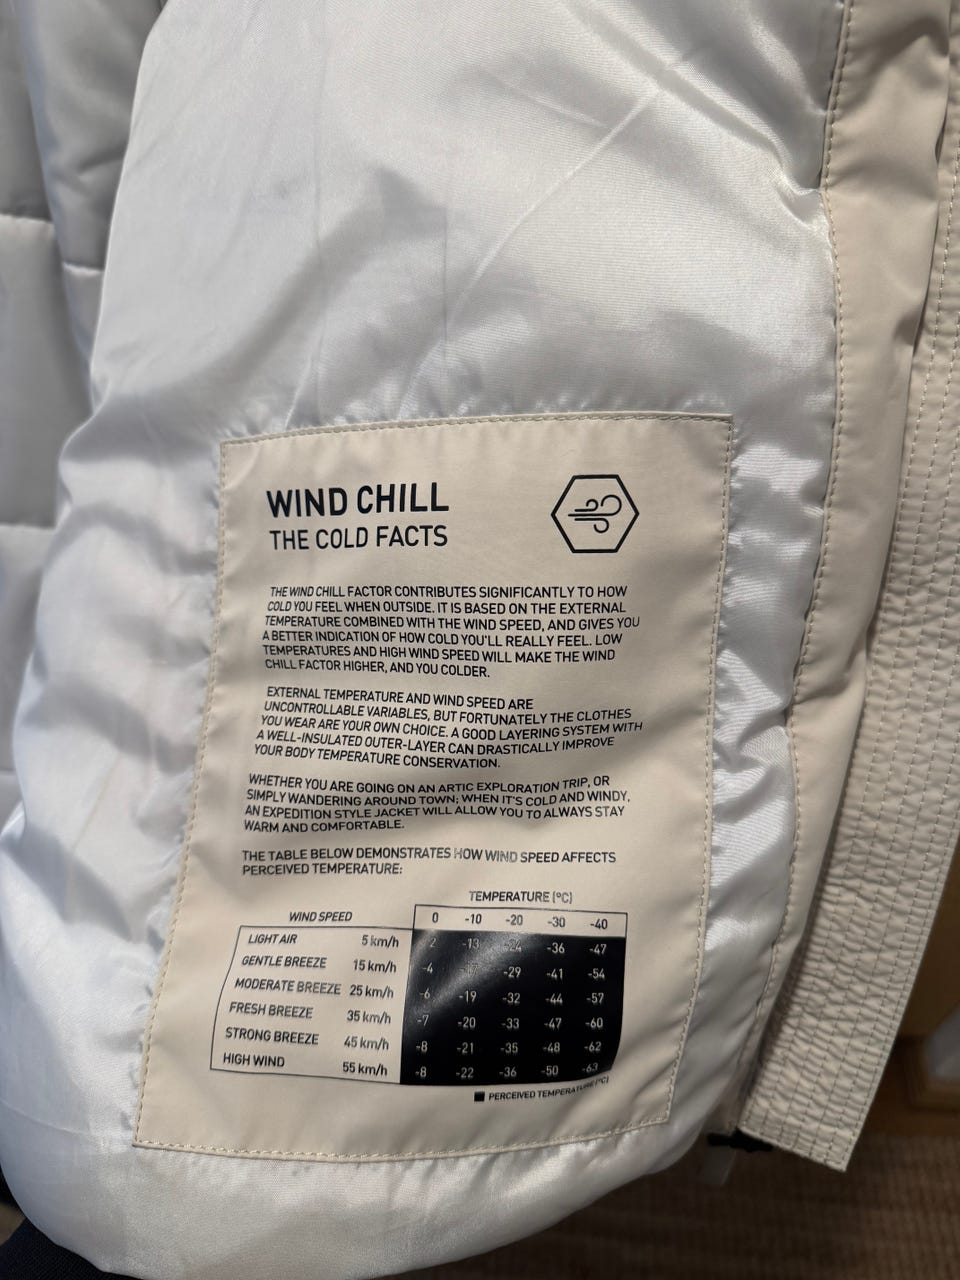 WIND CHILL
THE COLD FACTS
THE WIND CHILL FACTOR CONTRIBUTES SIGNIFICANTLY TO HOW
COLD YOU FEEL WHEN OUTSIDE. IT IS BASED ON THE EXTERNAL
TEMPERATURE COMBINED WITH THE WIND SPEED, AND GIVES YOU
A BETTER INDICATION OF HOW COLD YOU'LL REALLY FEEL. LOW
TEMPERATURES AND HIGH WIND SPEED WILL MAKE THE WIND
CHILL FACTOR HIGHER, AND YOU COLDER.
EXTERNAL TEMPERATURE AND WIND SPEED ARE
UNCONTROLLABLE VARIABLES, BUT FORTUNATELY THE CLOTHES
YOU WEAR ARE YOUR OWN CHOICE. A GOOD LAYERING SYSTEM WITH
A WELL-INSULATED OUTER-LAYER CAN DRASTICALLY IMPROVE
YOUR BODY TEMPERATURE CONSERVATION.
WHETHER YOU ARE GOING ON AN ARTIC EXPLORATION TRIP, OR
SIMPLY WANDERING AROUND TOWN; WHEN IT'S COLD AND WINDY,
AN EXPEDITION STYLE JACKET WILL ALLOW YOU TO ALWAYS STAY
WARM AND COMFORTABLE.
THE TABLE BELOW DEMONSTRATES HOW WIND SPEED AFFECTS
PERCEIVED TEMPERATURE:
TEMPERATURE (°C)
WIND SPEED 0 -10 -20 -30 -40
LIGHT AIR 5 km/h 2 -13 -24 -36 -47
GENTLE BREEZE 15 km/h -4 -29 -41 -54
MODERATE BREEZE 25 km/h -6 -19 -32 -44 -57
FRESH BREEZE 35 km/h -7 -20 -33 -47 -60
STRONG BREEZE 45 km/h -8 -21 -35 -48 -62
HIGH WIND 55 km/h -8 -22 -36 -50 -63
PERCEIVED TEMPERATURE (°C)